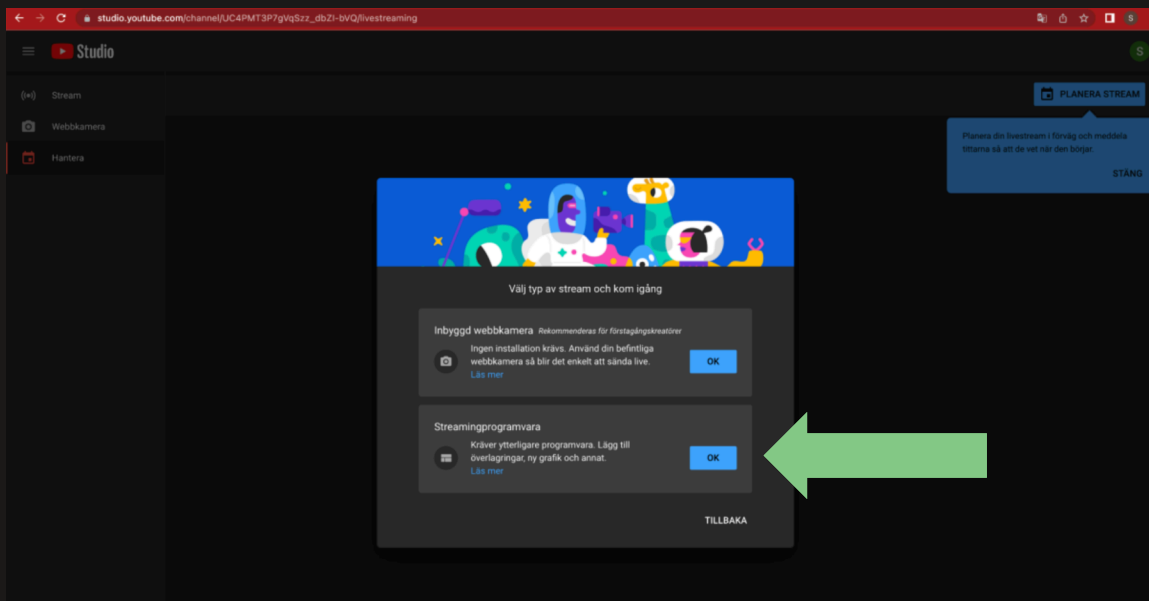 studio.youtube.com/channel/UC4PMT3P7gVqSzz_dbZI-bVQ/livestreaming
S
Studio
S
Stream
PLANERA STREAM
Webbkamera
Planera din livestream i förväg och meddela
tittarna så att de vet när den börjar.
Hantera
STÄNG
Välj typ av stream och kom igång
Inbyggd webbkamera Rekommenderas för förstagångskreatörer
Ingen installation krävs. Använd din befintliga
webbkamera så blir det enkelt att sända live.
OK
Läs mer
Streamingprogramvara
Kräver ytterligare programvara. Lägg till
överlagringar, ny grafik och annat.
OK
Läs mer
TILLBAKA